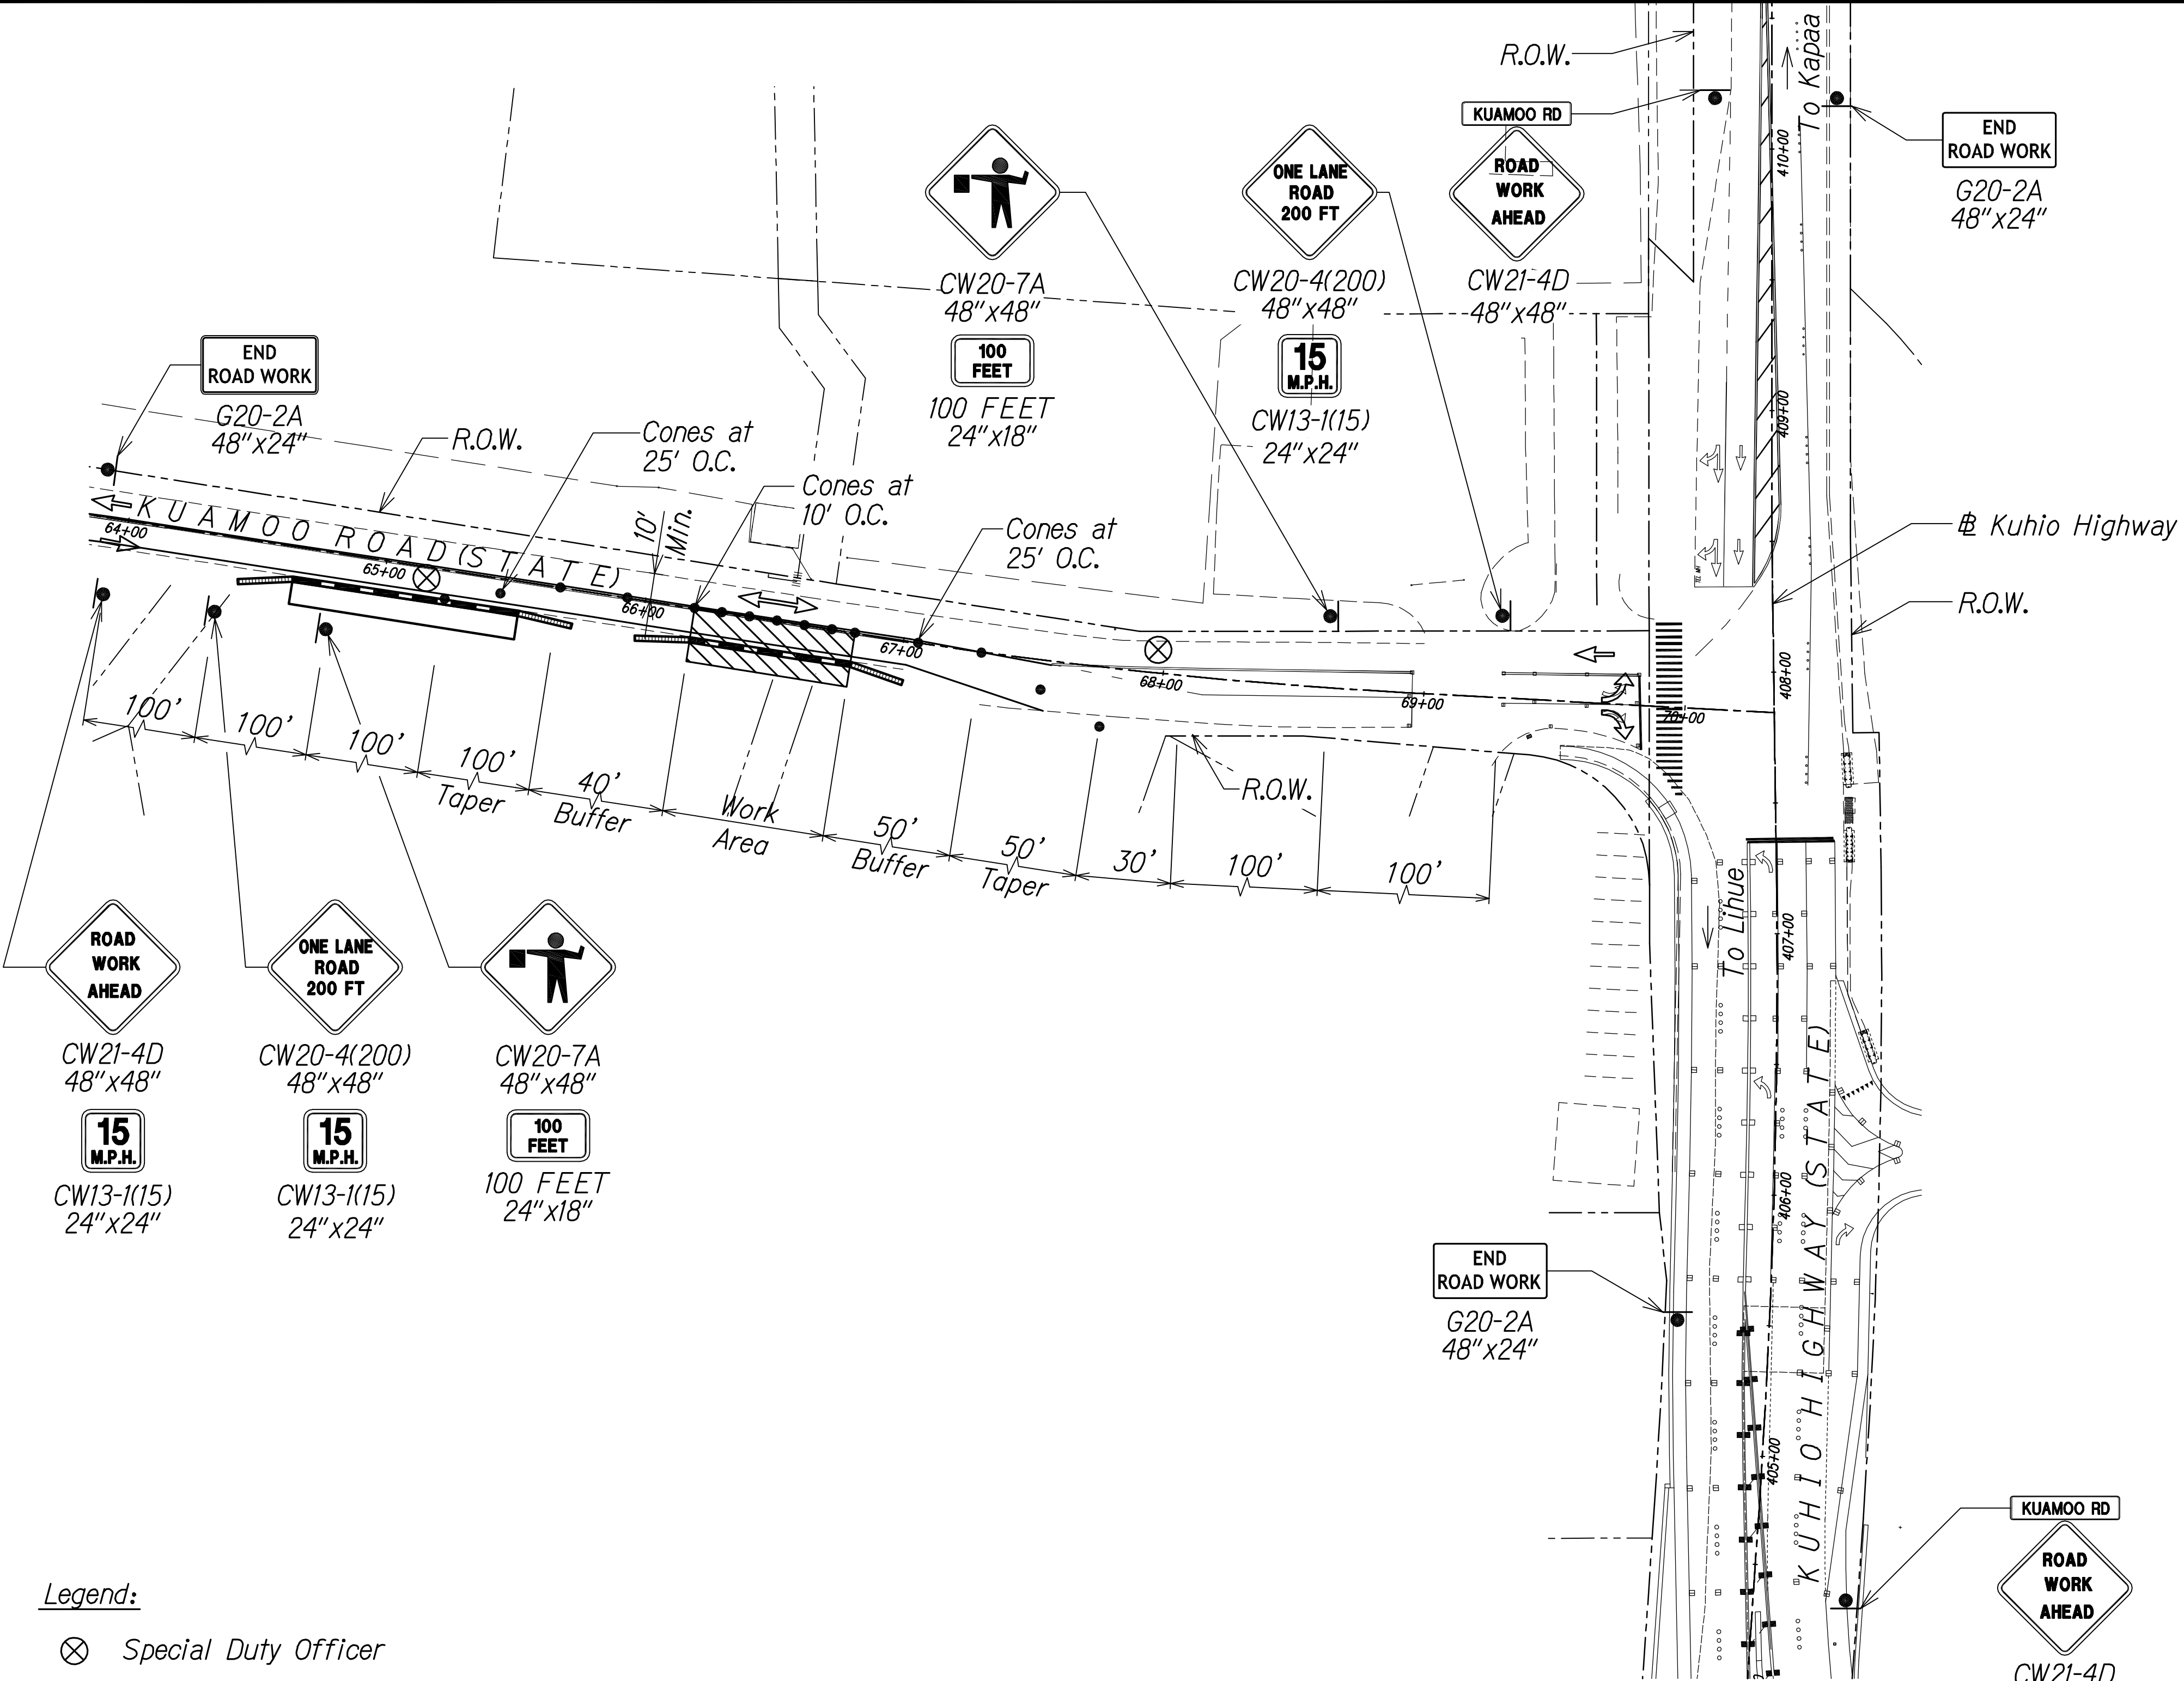 R.O.W.
To Kapaa
KUAMOO RD
ROAD
WORK
AHEAD
CW21-4D
48"x48"
410+00
END
ROAD WORK
G20-2A
48"x24"
CW20-7A
48"x48"
100
FEET
100 FEET
24"x18"
ONE LANE
ROAD
200 FT
CW20-4(200)
48"x48"
15
M.P.H.
CW13-1(15)
24"x24"
END
ROAD WORK
G20-2A
48"x24"
R.O.W.
Cones at
25' O.C.
Cones at
10' O.C.
Cones at
25' O.C.
10'
Min.
409+00
℄ Kuhio Highway
R.O.W.
KUAMOO ROAD (STATE)
64+00
65+00
66+00
67+00
68+00
69+00
70+00
408+00
100'
100'
100'
100'
Taper
40'
Buffer
Work
Area
50'
Buffer
50'
Taper
30'
100'
100'
R.O.W.
To Lihue
407+00
ROAD
WORK
AHEAD
CW21-4D
48"x48"
15
M.P.H.
CW13-1(15)
24"x24"
ONE LANE
ROAD
200 FT
CW20-4(200)
48"x48"
15
M.P.H.
CW13-1(15)
24"x24"
CW20-7A
48"x48"
100
FEET
100 FEET
24"x18"
406+00
KUHIO HIGHWAY (STATE)
END
ROAD WORK
G20-2A
48"x24"
405+00
KUAMOO RD
ROAD
WORK
AHEAD
CW21-4D
Legend:
Special Duty Officer